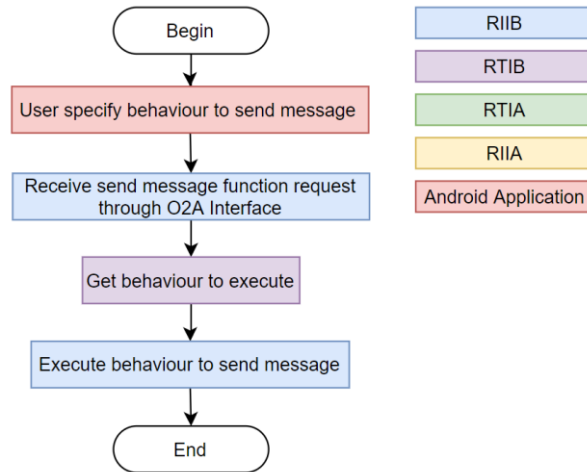 Begin
User specify behaviour to send message
Receive send message function request
through O2A Interface
Get behaviour to execute
Execute behaviour to send message
End
RIIB
RTIB
RTIA
RIIA
Android Application